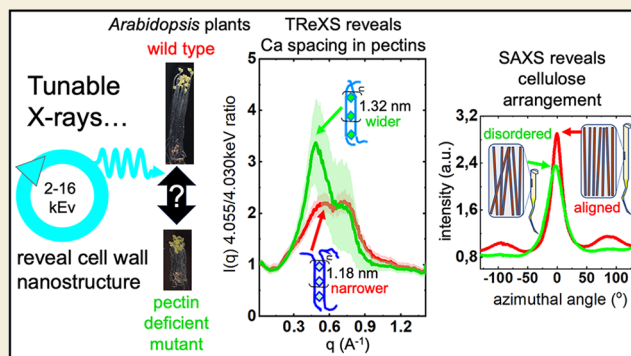 Arabidopsis plants
wild type
Tunable
X-rays...
2-16
kEv
?
reveal cell wall
nanostructure
pectin
deficient
mutant
TReXS reveals
Ca spacing in pectins
I(q) 4.055/4.030keV ratio
5
4
3
2
1
0
1.32 nm
wider
1.18 nm
narrower
0.3 0.6 0.9 1.2
q (A-1)
SAXS reveals
cellulose
arrangement
intensity (a.u.)
3,2
2,4
1,6
0,8
disordered
aligned
-100 -50 0 50 100
azimuthal angle (°)